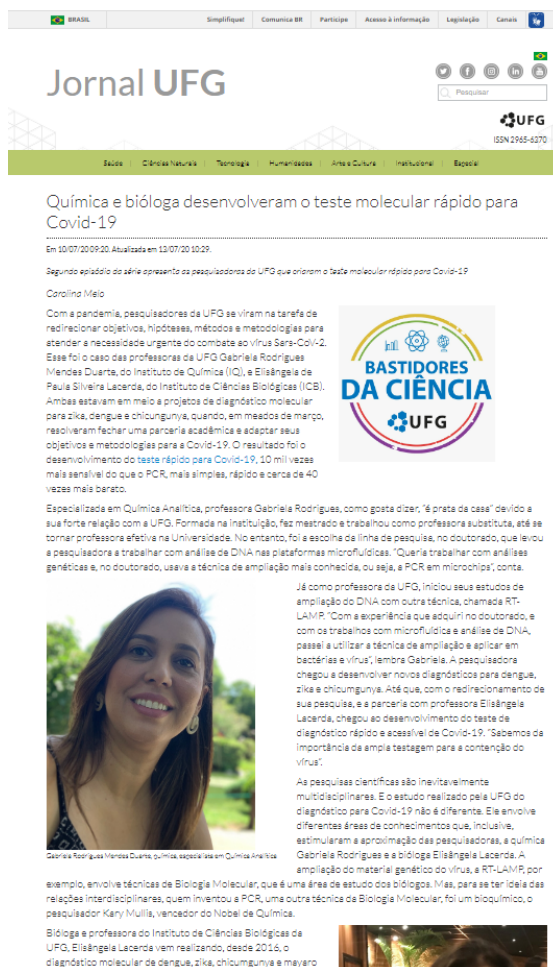 BRASIL
Simplifique!
Comunica BR
Participe
Acesso à informação
Legislação
Canais
Jornal UFG
Pesquisar
UFG
ISSN 2965-6370
Saúde | Ciências Naturais | Tecnologia | Humanidades | Arte e Cultura | Institucional | Especial
Química e bióloga desenvolveram o teste molecular rápido para
Covid-19
Em 10/07/20 09:20. Atualizada em 13/07/20 10:29.
Segundo episódio da série apresenta as pesquisadoras da UFG que criaram o teste molecular rápido para Covid-19
Carolina Melo
Com a pandemia, pesquisadores da UFG se viram na tarefa de
redirecionar objetivos, hipóteses, métodos e metodologias para
atender a necessidade urgente do combate ao vírus Sars-CoV-2.
Esse foi o caso das professoras da UFG Gabriela Rodrigues
Mendes Duarte, do Instituto de Química (IQ), e Elisângela de
Paula Silveira Lacerda, do Instituto de Ciências Biológicas (ICB).
Ambas estavam em meio a projetos de diagnóstico molecular
para zika, dengue e chicungunya, quando, em meados de março,
resolveram fechar uma parceria acadêmica e adaptar seus
objetivos e metodologias para a Covid-19. O resultado foi o
desenvolvimento do teste rápido para Covid-19, 10 mil vezes
mais sensível do que o PCR, mais simples, rápido e cerca de 40
vezes mais barato.
BASTIDORES
DA CIÊNCIA
UFG
Especializada em Química Analítica, professora Gabriela Rodrigues, como gosta dizer, "é prata da casa" devido a
sua forte relação com a UFG. Formada na instituição, fez mestrado e trabalhou como professora substituta, até se
tornar professora efetiva na Universidade. No entanto, foi a escolha da linha de pesquisa, no doutorado, que levou
a pesquisadora a trabalhar com análise de DNA nas plataformas microfluídicas. "Queria trabalhar com análises
genéticas e, no doutorado, usava a técnica de ampliação mais conhecida, ou seja, a PCR em microchips", conta.
Já como professora da UFG, iniciou seus estudos de
ampliação do DNA com outra técnica, chamada RT-
LAMP. "Com a experiência que adquiri no doutorado, e
com os trabalhos com microfluídica e análise de DNA,
passei a utilizar a técnica de ampliação e aplicar em
bactérias e vírus", lembra Gabriela. A pesquisadora
chegou a desenvolver novos diagnósticos para dengue,
zika e chicumgunya. Até que, com o redirecionamento de
sua pesquisa, e a parceria com professora Elisângela
Lacerda, chegou ao desenvolvimento do teste de
diagnóstico rápido e acessível de Covid-19. "Sabemos da
importância da ampla testagem para a contenção do
vírus".
As pesquisas científicas são inevitavelmente
multidisciplinares. E o estudo realizado pela UFG do
diagnóstico para Covid-19 não é diferente. Ele envolve
diferentes áreas de conhecimentos que, inclusive,
estimularam a aproximação das pesquisadoras, a química
Gabriela Rodrigues e a bióloga Elisângela Lacerda. A
ampliação do material genético do vírus, a RT-LAMP, por
Gabriela Rodrigues Mendes Duarte, química, especialista em Química Analítica
exemplo, envolve técnicas de Biologia Molecular, que é uma área de estudo dos biólogos. Mas, para se ter ideia das
relações interdisciplinares, quem inventou a PCR, uma outra técnica da Biologia Molecular, foi um bioquímico, o
pesquisador Kary Mullis, vencedor do Nobel de Química.
Bióloga e professora do Instituto de Ciências Biológicas da
UFG, Elisângela Lacerda vem realizando, desde 2016, o
diagnóstico molecular de dengue, zika, chicumgunya e mayaro